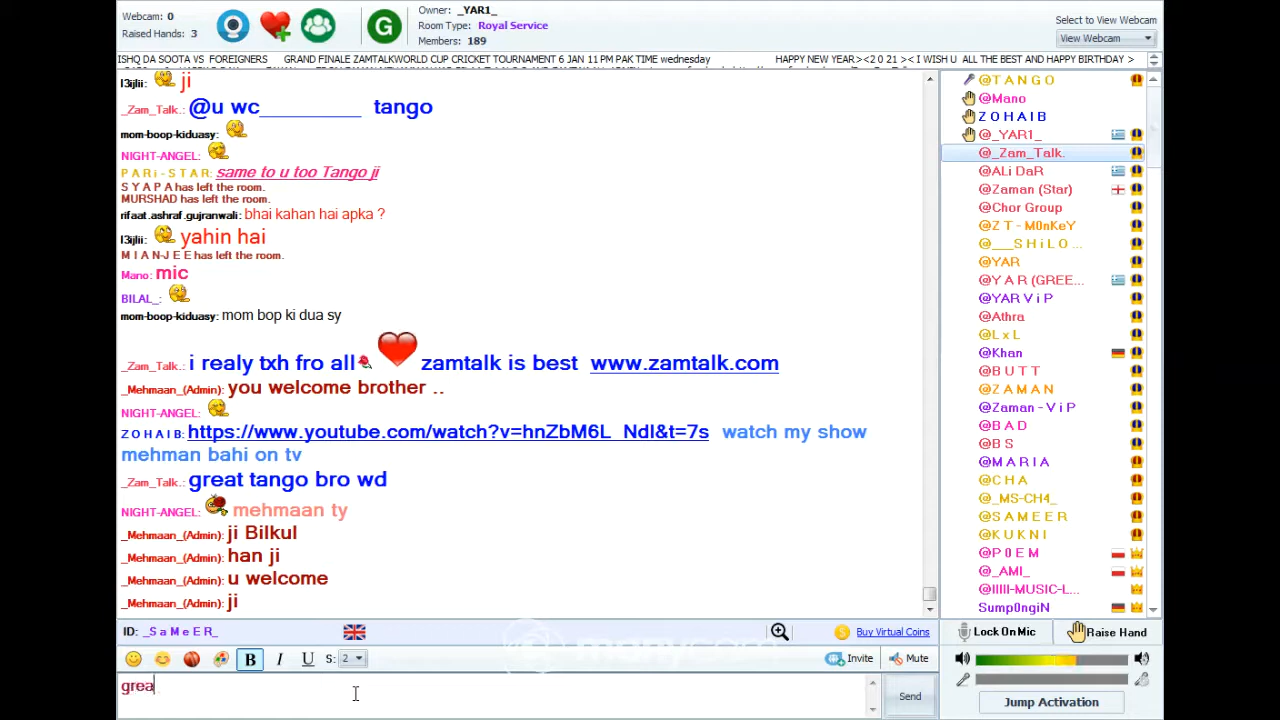 Webcam: 0
Raised Hands: 3
Owner: _YAR1_
Room Type: Royal Service
Members: 189
Select to View Webcam
View Webcam
ISHQ DA SOOTA VS FOREIGNERS GRAND FINALE ZAMTALKWORLD CUP CRICKET TOURNAMENT 6 JAN 11 PM PAK TIME wednesday HAPPY NEW YEAR>< 2 0 21 >< I WISH U ALL THE BEST AND HAPPY BIRTHDAY >
l3ijlii: ji
_Zam_Talk.: @u wc__________ tango
mom-boop-kiduasy:
NIGHT-ANGEL:
P A R i - S T A R: same to u too Tango ji
S Y A P A has left the room.
MURSHAD has left the room.
rifaat.ashraf.gujranwali: bhai kahan hai apka ?
l3ijlii: yahin hai
M I A N-J E E has left the room.
Mano: mic
BILAL_:
mom-boop-kiduasy: mom bop ki dua sy
_Zam_Talk.: i realy txh fro all zamtalk is best www.zamtalk.com
_Mehmaan_(Admin): you welcome brother ..
NIGHT-ANGEL:
Z O H A I B: https://www.youtube.com/watch?v=hnZbM6L_NdI&t=7s watch my show
mehman bahi on tv
_Zam_Talk.: great tango bro wd
NIGHT-ANGEL: mehmaan ty
_Mehmaan_(Admin): ji Bilkul
_Mehmaan_(Admin): han ji
_Mehmaan_(Admin): u welcome
_Mehmaan_(Admin): ji
@T A N G O
@Mano
Z O H A I B
@_YAR1_
@_Zam_Talk.
@ALi DaR
@Zaman (Star)
@Chor Group
@Z T - M0nKeY
@___S H i L O ...
@YAR
@Y A R (GREE...
@YAR V i P
@Athra
@L x L
@Khan
@B U T T
@Z A M A N
@Zaman - V i P
@B A D
@B S
@M A R I A
@C H A
@_MS-CH4_
@S A M E E R
@K U K N I
@P 0 E M
@_AMI_
@IIIII-MUSIC-L...
Sump0ngiN
ID: _S a M e E R_
Buy Virtual Coins
Lock On Mic
Raise Hand
B I U S: 2
Invite
Mute
grea
Send
Jump Activation